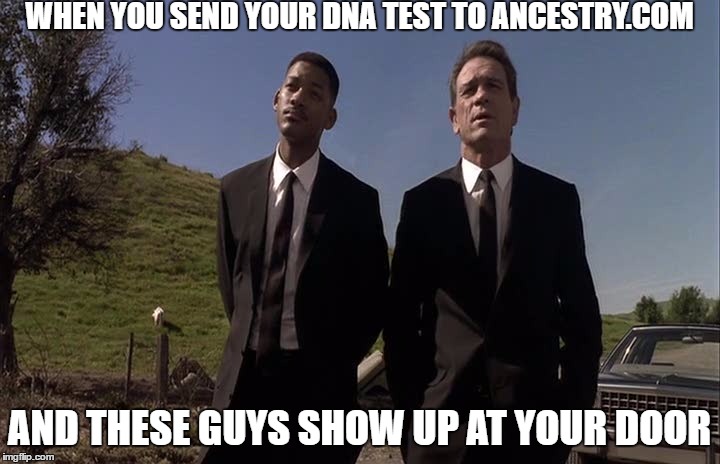 WHEN YOU SEND YOUR DNA TEST TO ANCESTRY.COM
AND THESE GUYS SHOW UP AT YOUR DOOR
imgflip.com